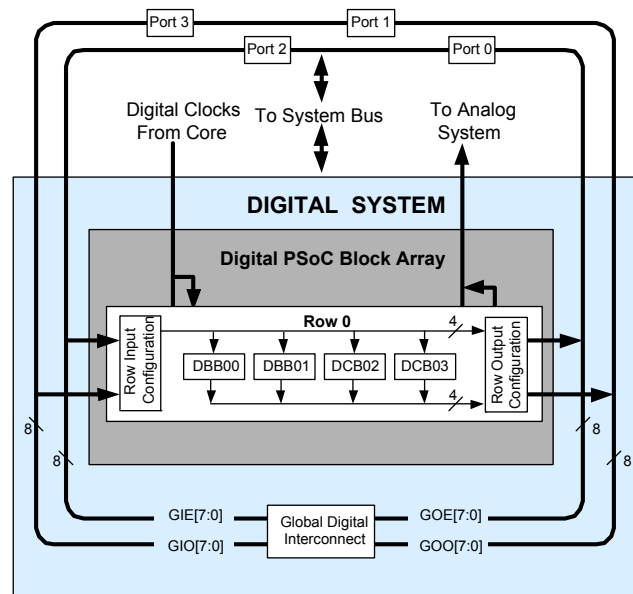 Port 3
Port 1
Port 2
Port 0
Digital Clocks
From Core
To System Bus
To Analog
System
DIGITAL SYSTEM
Digital PSoC Block Array
Row Input
Configuration
Row 0
4
DBB00
DBB01
DCB02
DCB03
4
Row Output
Configuration
8
8
8
8
GIE[7:0]
GIO[7:0]
Global Digital
Interconnect
GOE[7:0]
GOO[7:0]